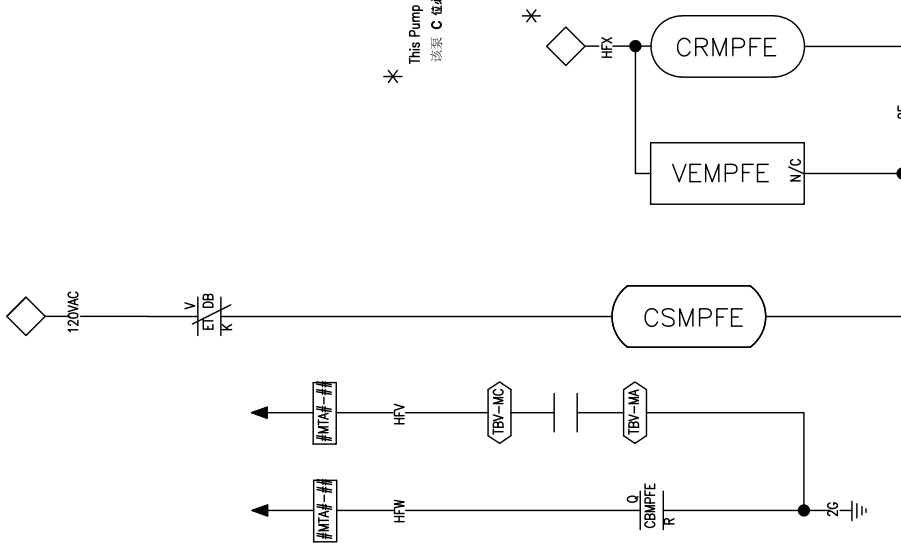 This Pump
该泵 C 位
HFX
CRMPFE
VEMPFE
N/C
120VAC
V
ET DB
K
CSMPFE
#MTA#-##
HFV
TBV-MC
TBV-MA
#MTA#-##
HFW
Q
CBMPFE
R
2G